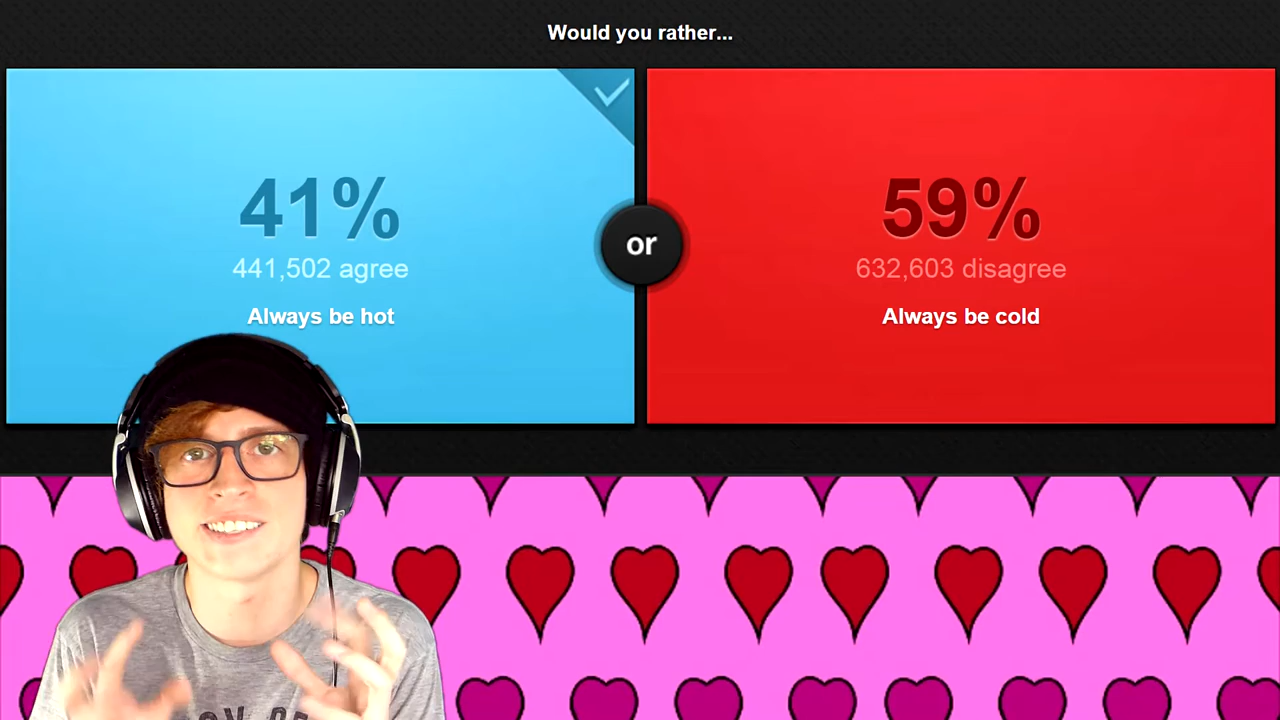 Would you rather...
41%
441,502 agree
Always be hot
or
59%
632,603 disagree
Always be cold